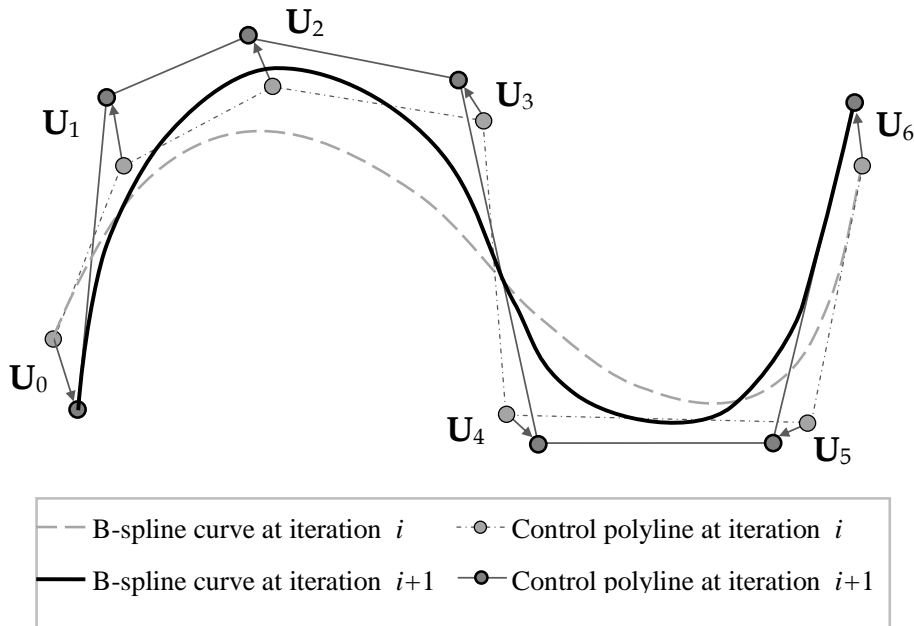 U2
U3
U1
U6
U0
U4
U5
B-spline curve at iteration i
Control polyline at iteration i
B-spline curve at iteration i+1
Control polyline at iteration i+1